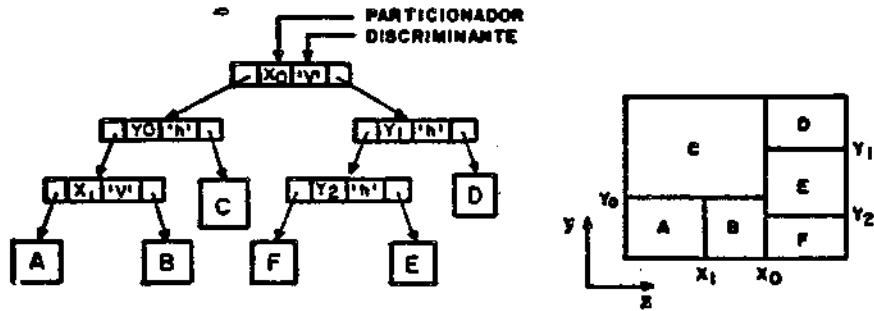 PARTICIONADOR
DISCRIMINANTE
X0 'V'
Y0 'h'
Y1 'h'
X1 'V'
C
Y2 'h'
D
A
B
F
E
C
D
Y1
E
Y0
A
B
Y2
F
y
X1
X0
x